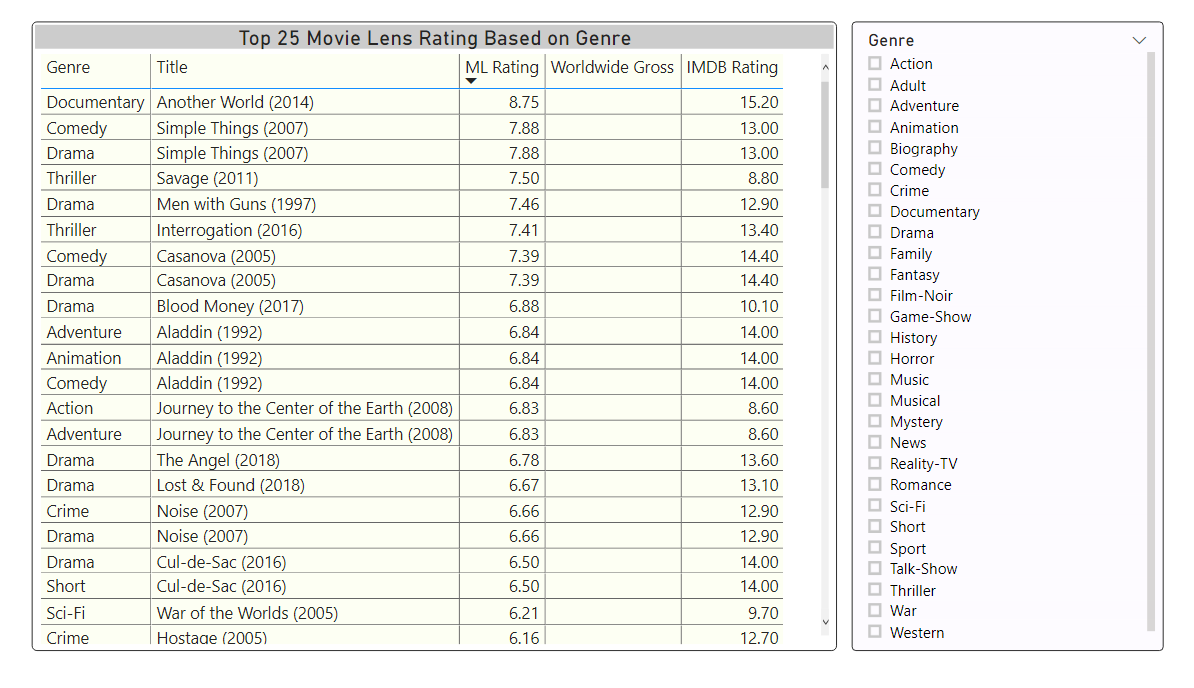 Top 25 Movie Lens Rating Based on Genre
Genre Title ML Rating Worldwide Gross IMDB Rating
Documentary Another World (2014) 8.75 15.20
Comedy Simple Things (2007) 7.88 13.00
Drama Simple Things (2007) 7.88 13.00
Thriller Savage (2011) 7.50 8.80
Drama Men with Guns (1997) 7.46 12.90
Thriller Interrogation (2016) 7.41 13.40
Comedy Casanova (2005) 7.39 14.40
Drama Casanova (2005) 7.39 14.40
Drama Blood Money (2017) 6.88 10.10
Adventure Aladdin (1992) 6.84 14.00
Animation Aladdin (1992) 6.84 14.00
Comedy Aladdin (1992) 6.84 14.00
Action Journey to the Center of the Earth (2008) 6.83 8.60
Adventure Journey to the Center of the Earth (2008) 6.83 8.60
Drama The Angel (2018) 6.78 13.60
Drama Lost & Found (2018) 6.67 13.10
Crime Noise (2007) 6.66 12.90
Drama Noise (2007) 6.66 12.90
Drama Cul-de-Sac (2016) 6.50 14.00
Short Cul-de-Sac (2016) 6.50 14.00
Sci-Fi War of the Worlds (2005) 6.21 9.70
Crime Hostage (2005) 6.16 12.70
Genre
Action
Adult
Adventure
Animation
Biography
Comedy
Crime
Documentary
Drama
Family
Fantasy
Film-Noir
Game-Show
History
Horror
Music
Musical
Mystery
News
Reality-TV
Romance
Sci-Fi
Short
Sport
Talk-Show
Thriller
War
Western